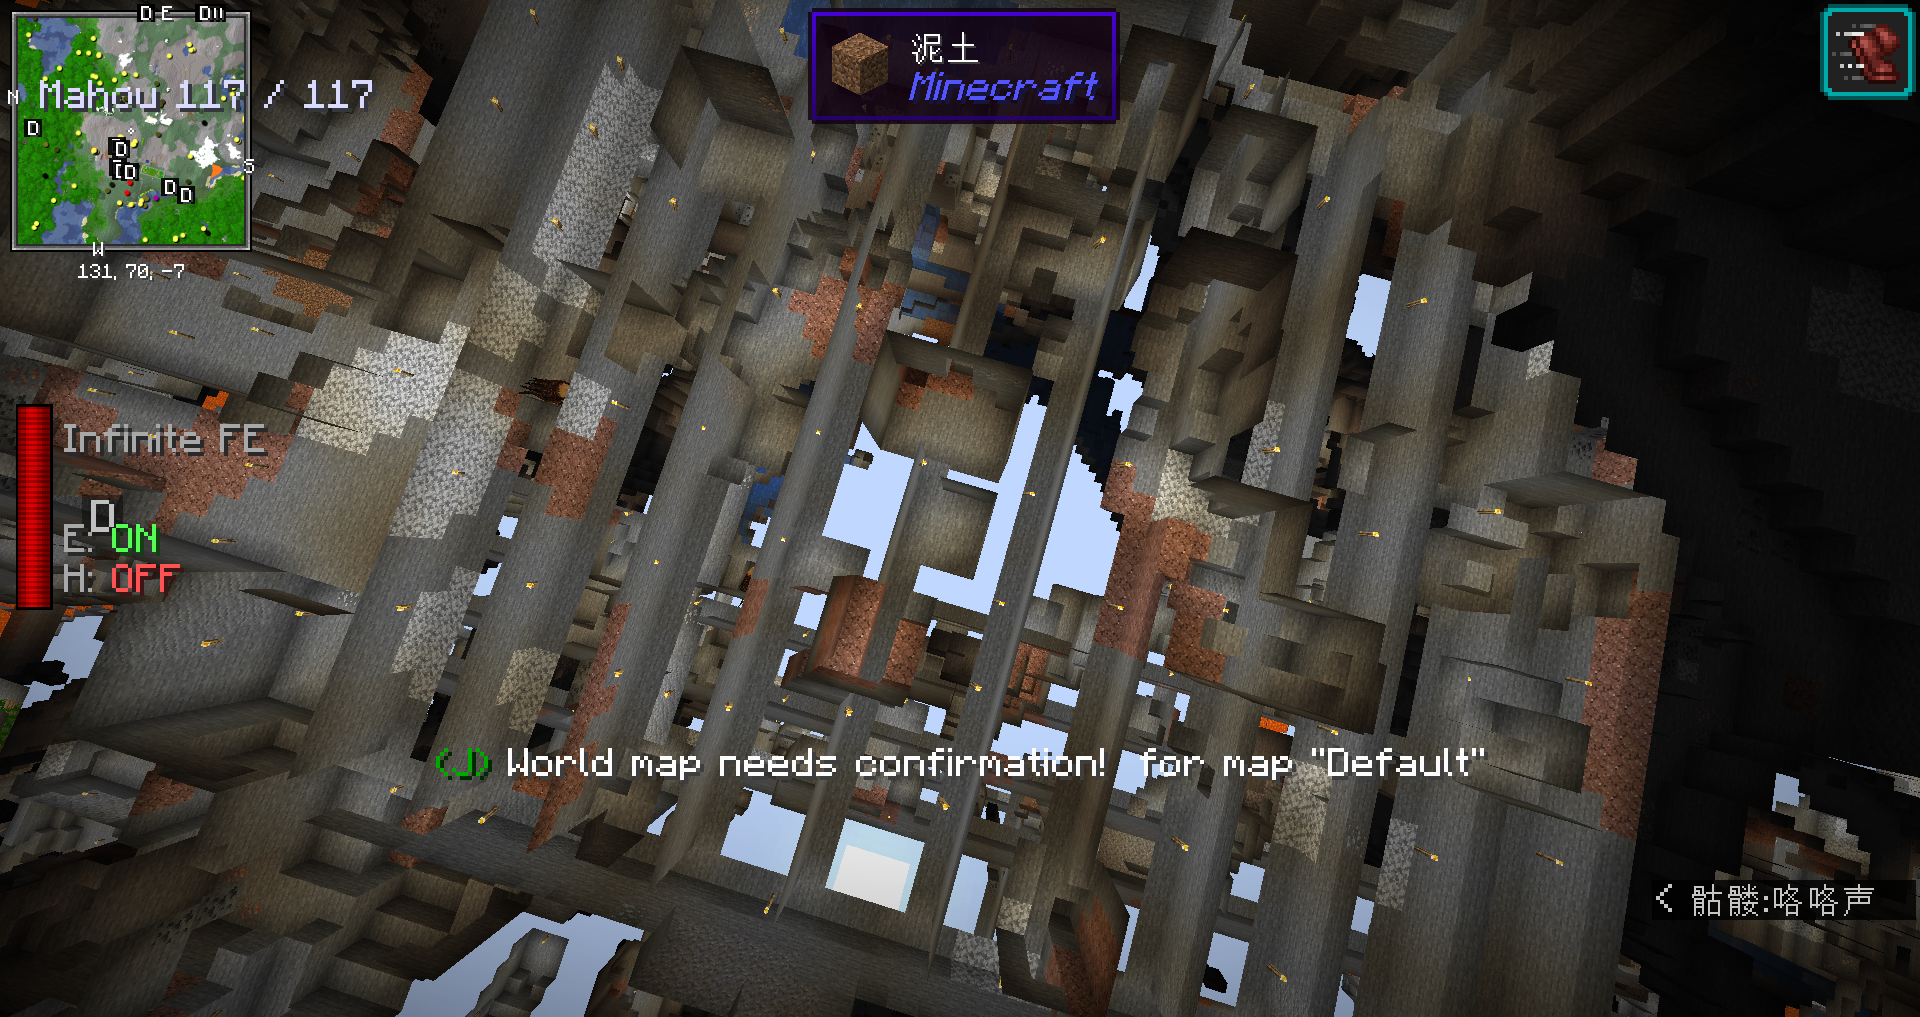 D E D
N
Mahou 117 / 117
D
D
D
S
D
D
W
131, 70, -7
泥土
Minecraft
Infinite FE
D
E: ON
H: OFF
(J) World map needs confirmation! for map "Default"
< 骷髅:咯咯声